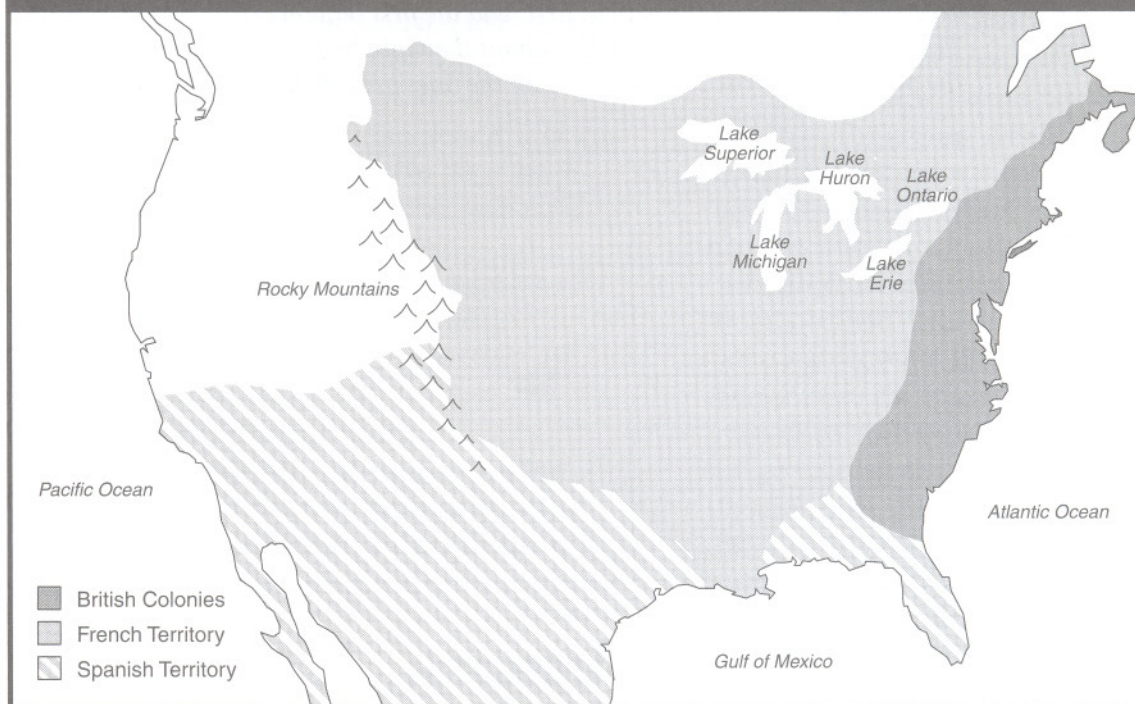 Lake
Superior
Lake
Huron
Lake
Ontario
Lake
Michigan
Lake
Erie
Rocky Mountains
Pacific Ocean
Atlantic Ocean
British Colonies
French Territory
Spanish Territory
Gulf of Mexico